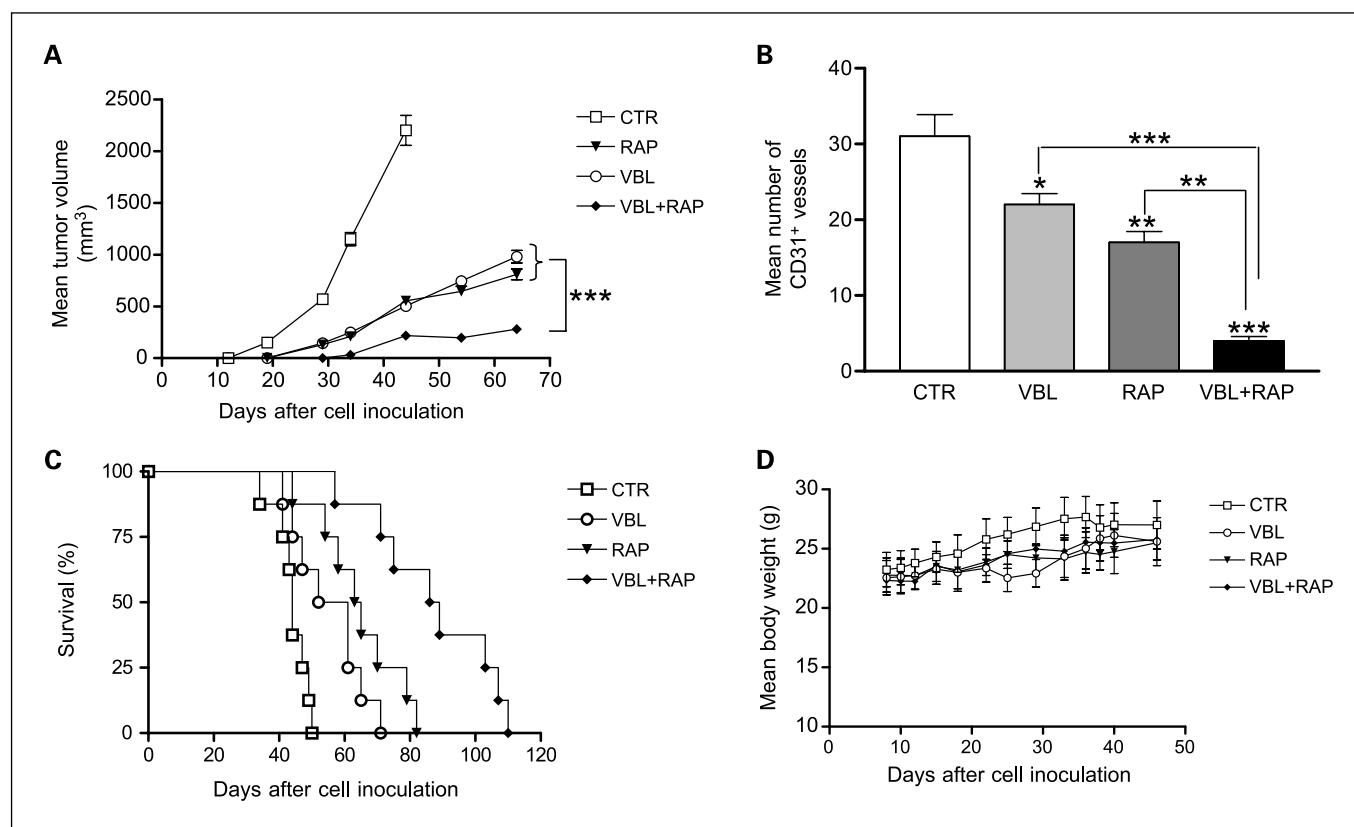 A
Mean tumor volume
(mm³)
2500
2000
1500
1000
500
0
0 10 20 30 40 50 60 70
Days after cell inoculation
CTR
RAP
VBL
VBL+RAP
***
B
Mean number of
CD31⁺ vessels
40
30
20
10
0
*
**
***
**
***
CTR VBL RAP VBL+RAP
C
Survival (%)
100
75
50
25
0
0 20 40 60 80 100 120
Days after cell inoculation
CTR
VBL
RAP
VBL+RAP
D
Mean body weight (g)
30
25
20
15
10
0 10 20 30 40 50
Days after cell inoculation
CTR
VBL
RAP
VBL+RAP